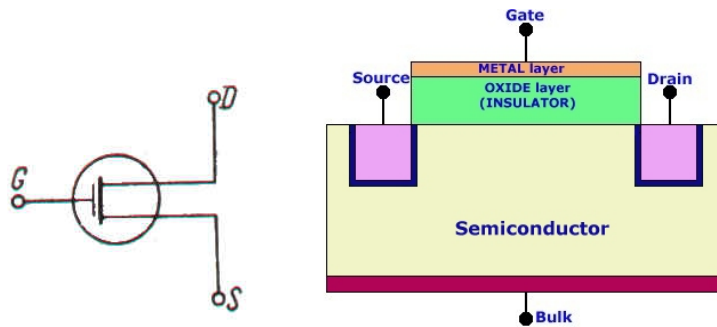 D
G
S
Gate
METAL layer
Source
OXIDE layer
(INSULATOR)
Drain
Semiconductor
Bulk